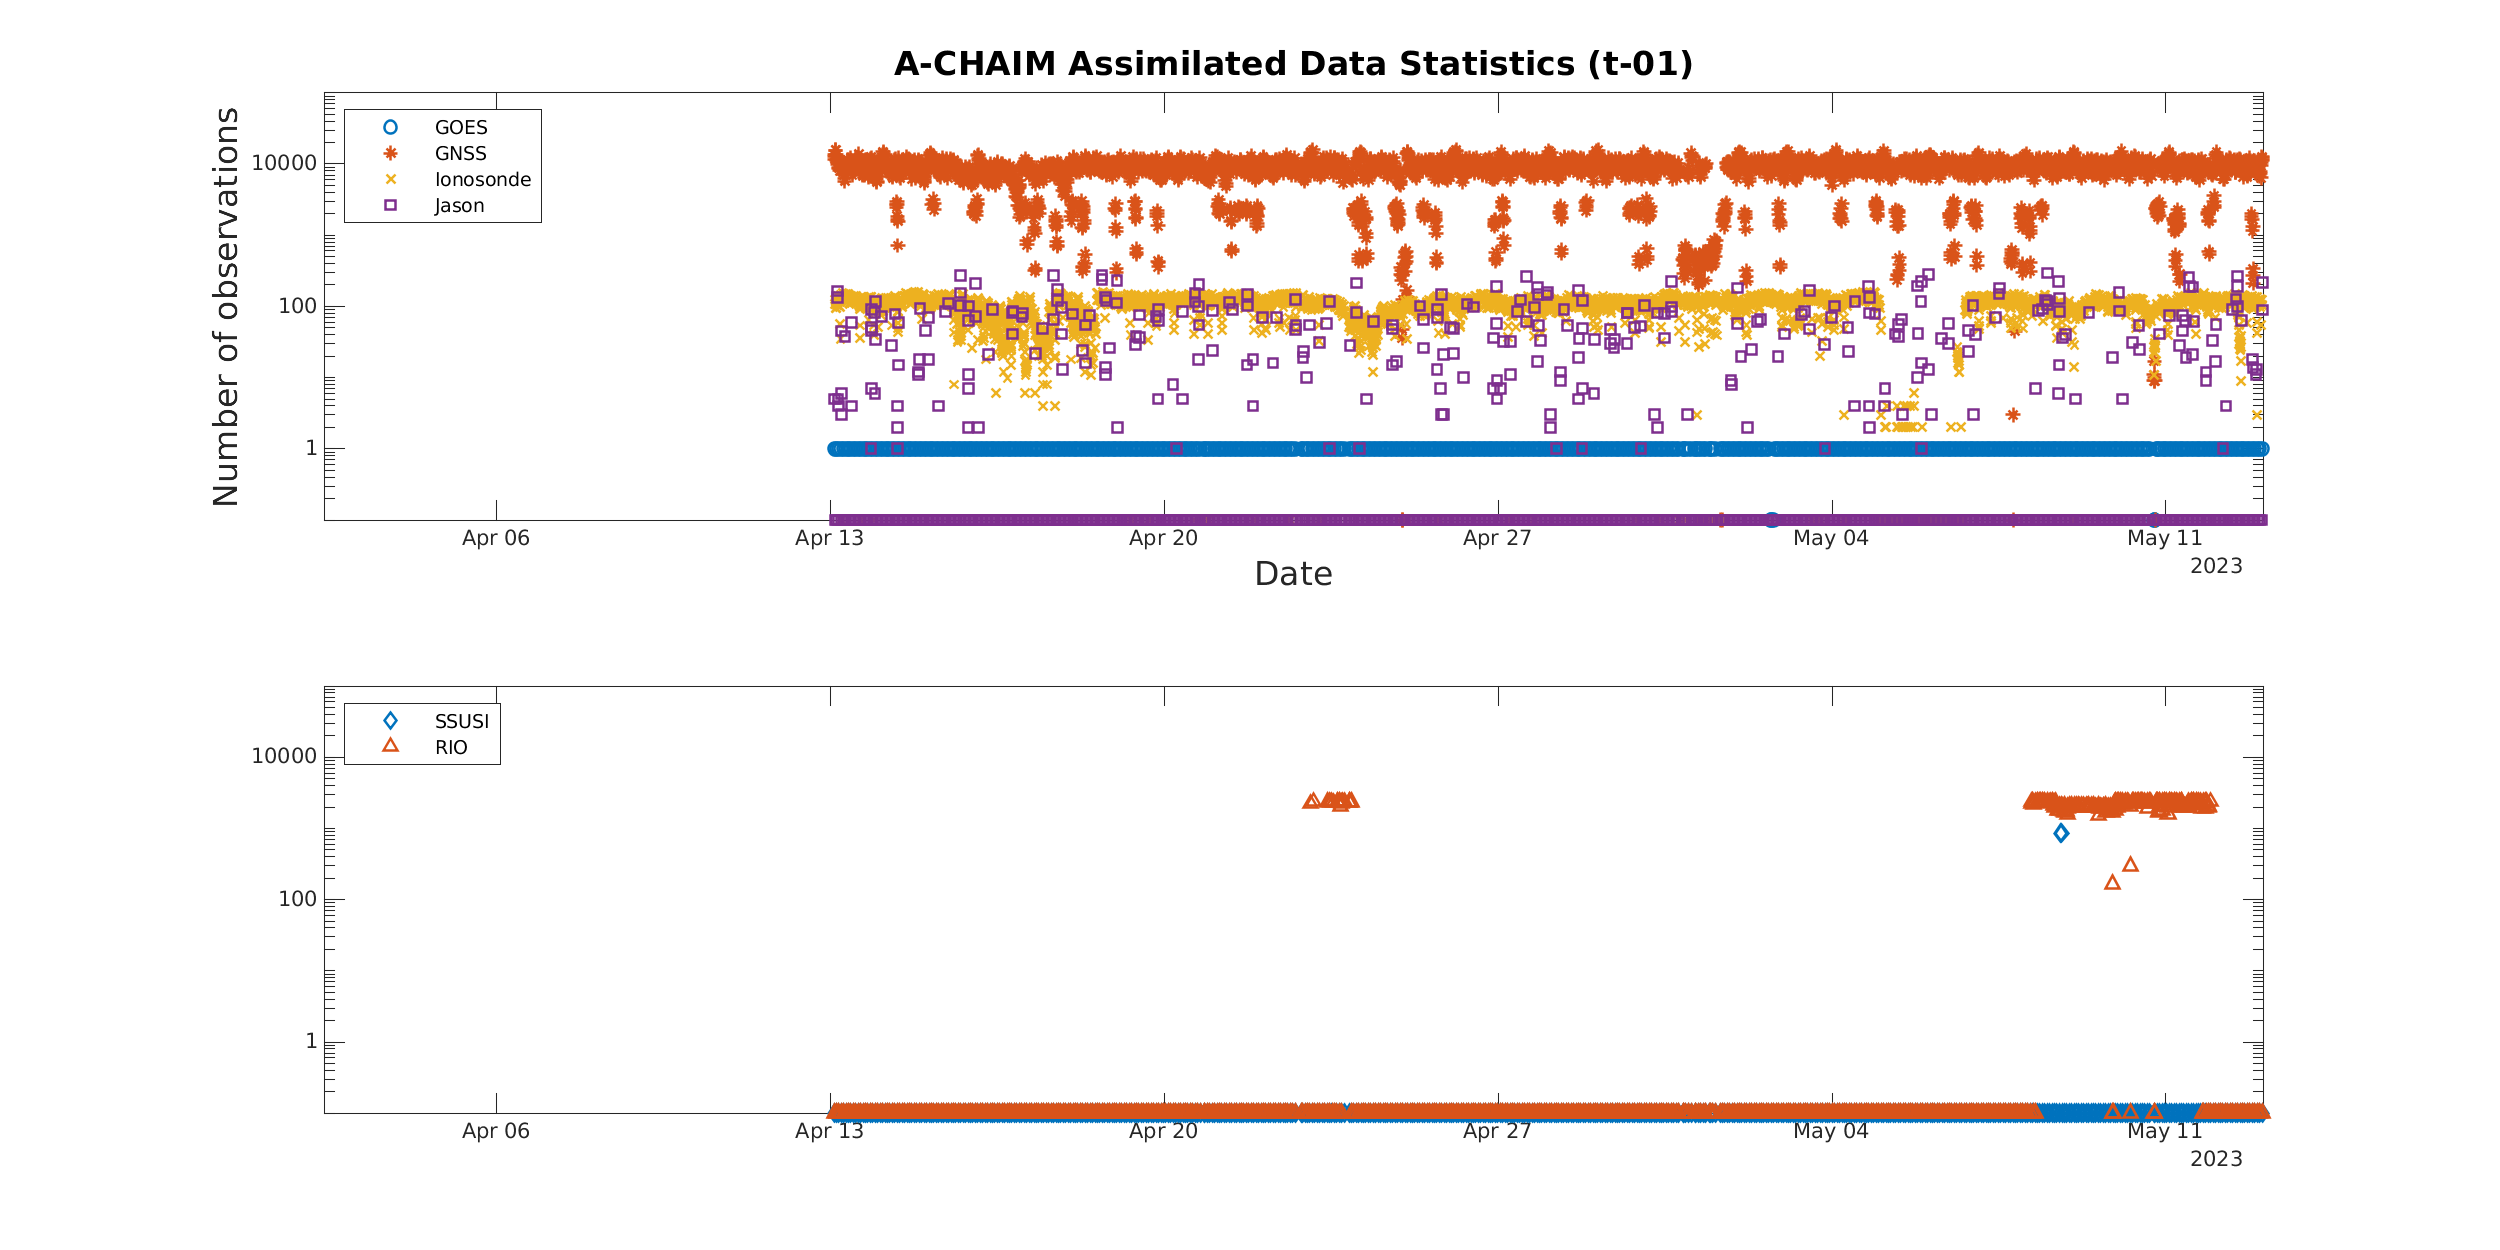 A-CHAIM Assimilated Data Statistics (t-01)
Number of observations
10000
100
1
GOES
GNSS
Ionosonde
Jason
Apr 06
Apr 13
Apr 20
Apr 27
May 04
May 11
2023
Date
10000
100
1
SSUSI
RIO
Apr 06
Apr 13
Apr 20
Apr 27
May 04
May 11
2023